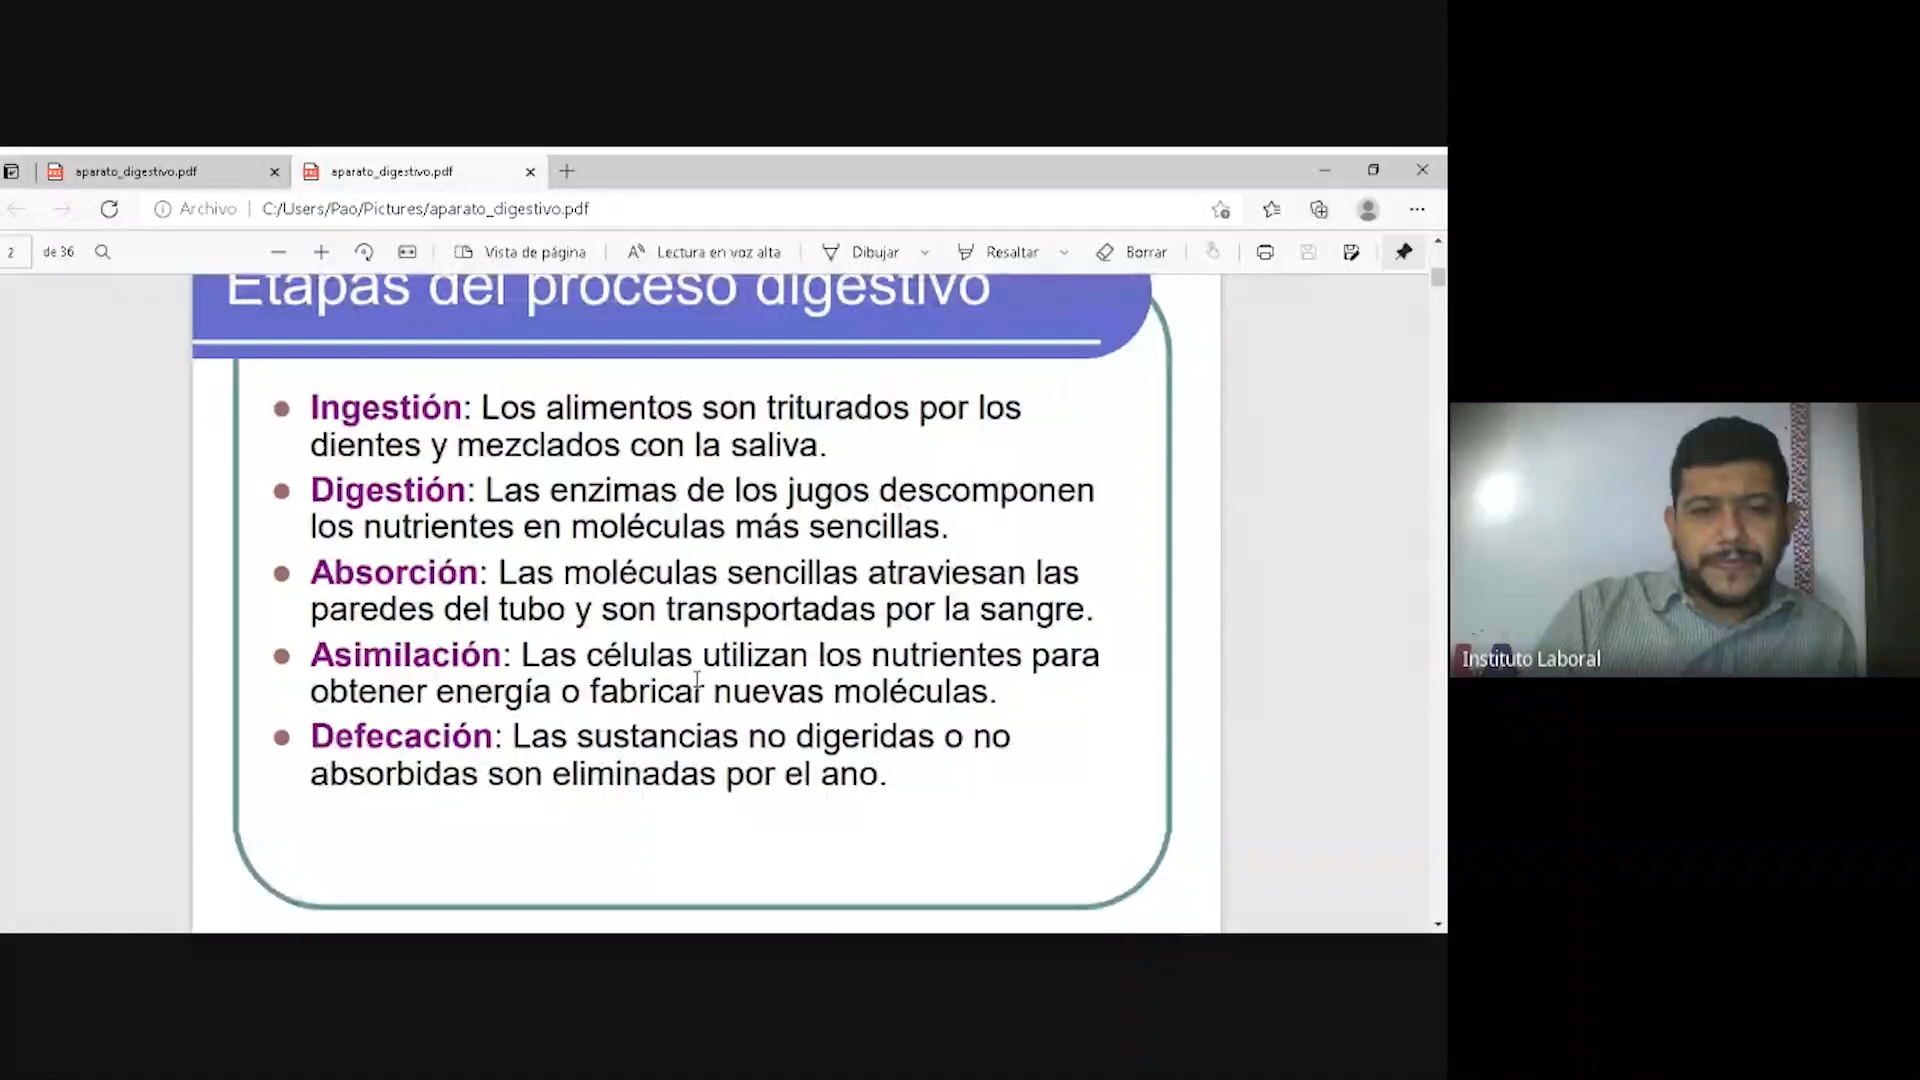 aparato_digestivo.pdf
aparato_digestivo.pdf
Archivo | C:/Users/Pao/Pictures/aparato_digestivo.pdf
2 de 36 Vista de página Lectura en voz alta Dibujar Resaltar Borrar
Etapas del proceso digestivo
Ingestión: Los alimentos son triturados por los
dientes y mezclados con la saliva.
Digestión: Las enzimas de los jugos descomponen
los nutrientes en moléculas más sencillas.
Absorción: Las moléculas sencillas atraviesan las
paredes del tubo y son transportadas por la sangre.
Asimilación: Las células utilizan los nutrientes para
obtener energía o fabricar nuevas moléculas.
Defecación: Las sustancias no digeridas o no
absorbidas son eliminadas por el ano.
Instituto Laboral